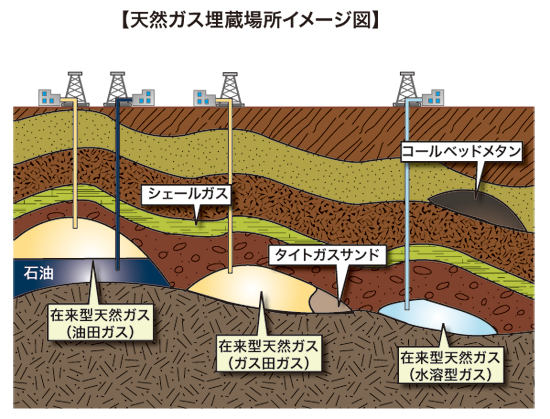 【天然ガス埋蔵場所イメージ図】
コールベッドメタン
シェールガス
タイトガスサンド
石油
在来型天然ガス
（油田ガス）
在来型天然ガス
（ガス田ガス）
在来型天然ガス
（水溶型ガス）